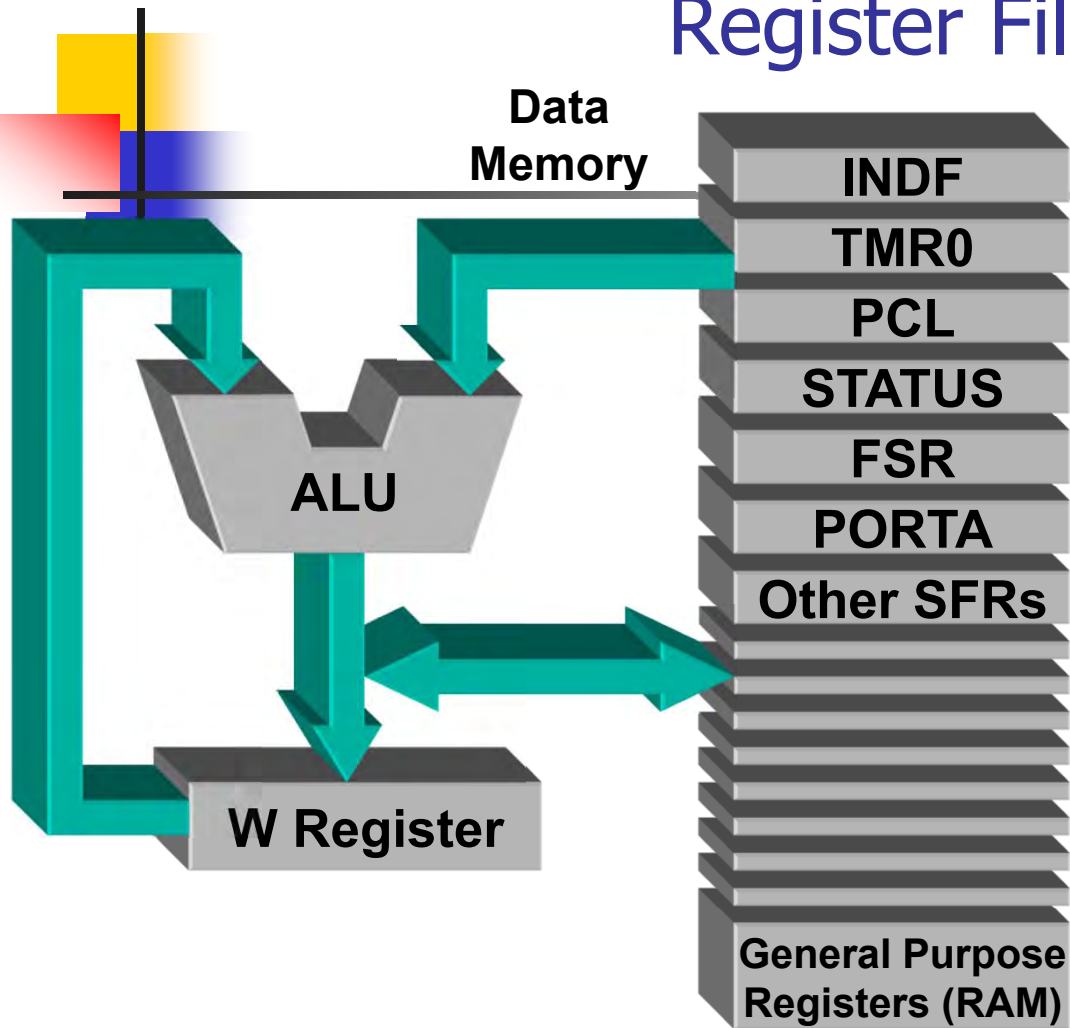 Register Fil
Data
Memory
INDF
TMR0
PCL
STATUS
FSR
PORTA
Other SFRs
ALU
W Register
General Purpose
Registers (RAM)